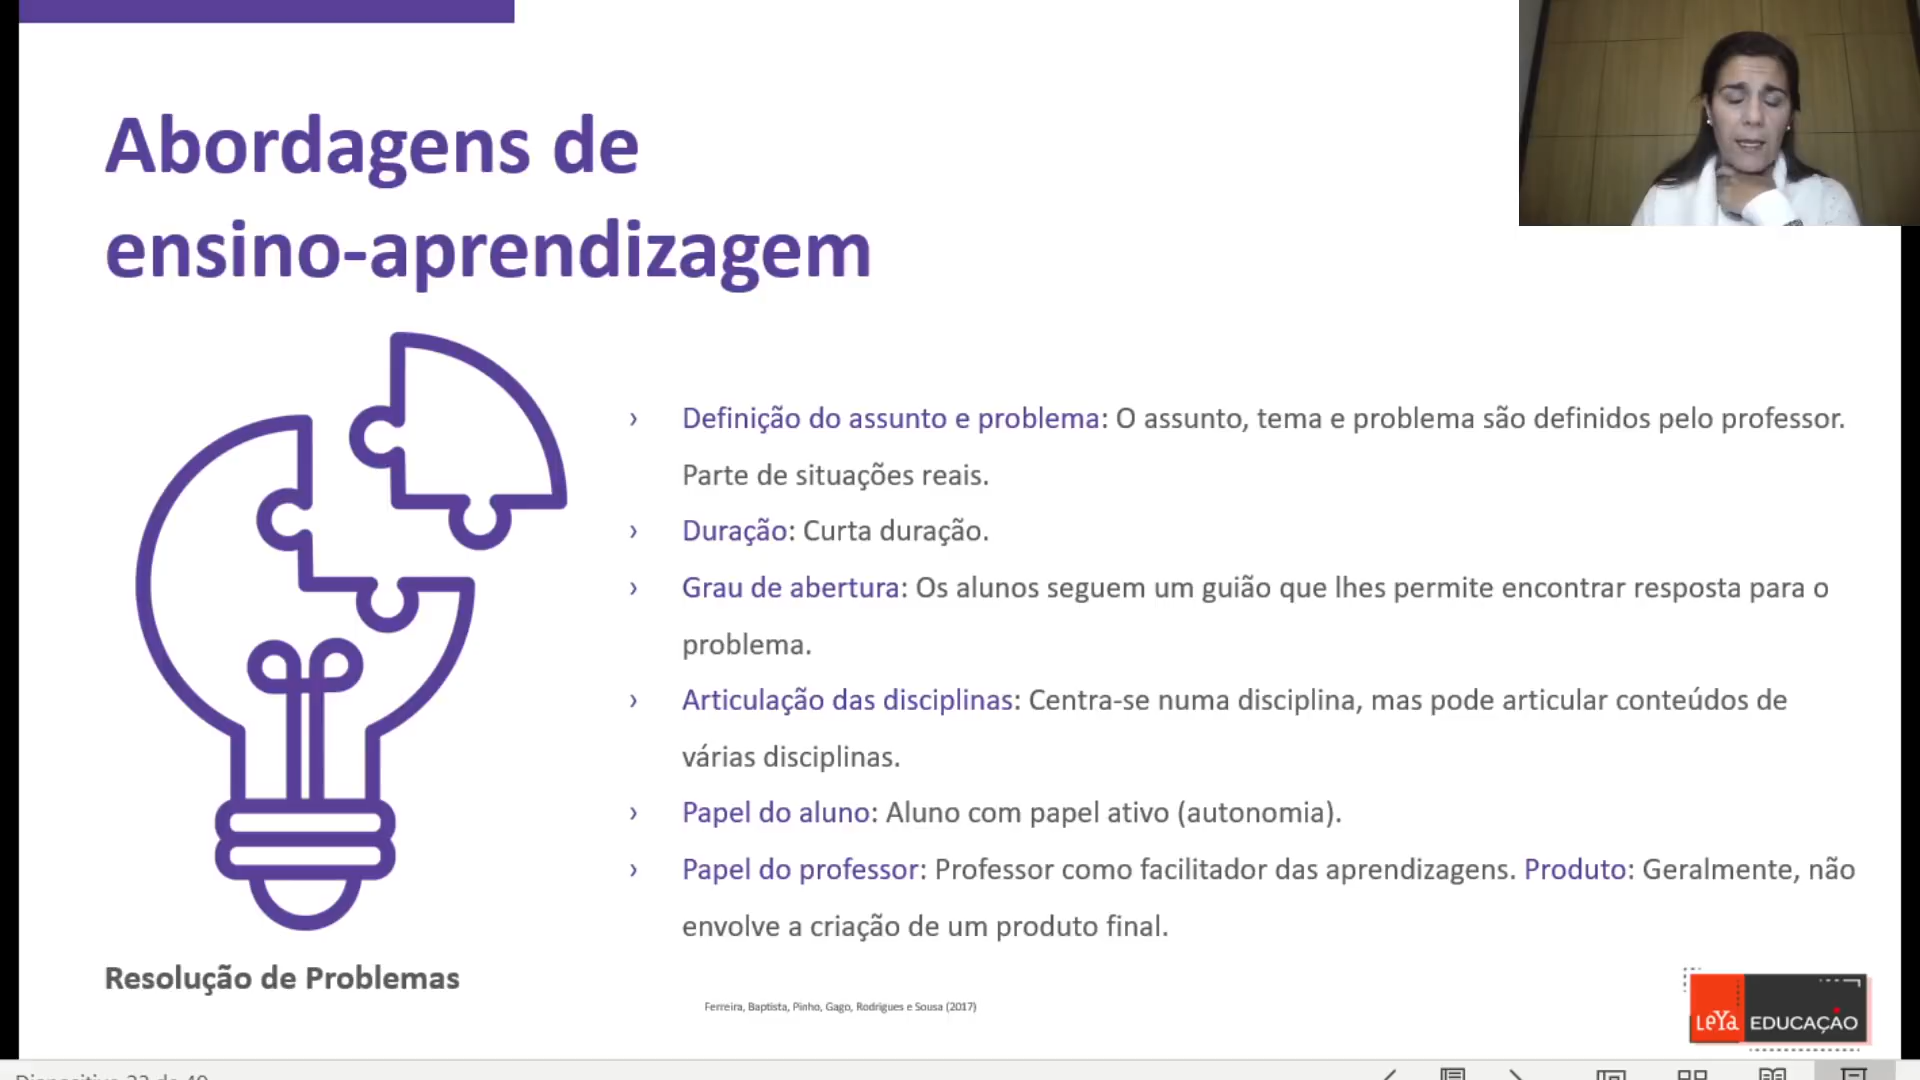 Abordagens de
ensino-aprendizagem
› Definição do assunto e problema: O assunto, tema e problema são definidos pelo professor.
Parte de situações reais.
› Duração: Curta duração.
› Grau de abertura: Os alunos seguem um guião que lhes permite encontrar resposta para o
problema.
› Articulação das disciplinas: Centra-se numa disciplina, mas pode articular conteúdos de
várias disciplinas.
› Papel do aluno: Aluno com papel ativo (autonomia).
› Papel do professor: Professor como facilitador das aprendizagens. Produto: Geralmente, não
envolve a criação de um produto final.
Resolução de Problemas
Ferreira, Baptista, Pinho, Gago, Rodrigues e Sousa (2017)
LeYa EDUCAÇÃO